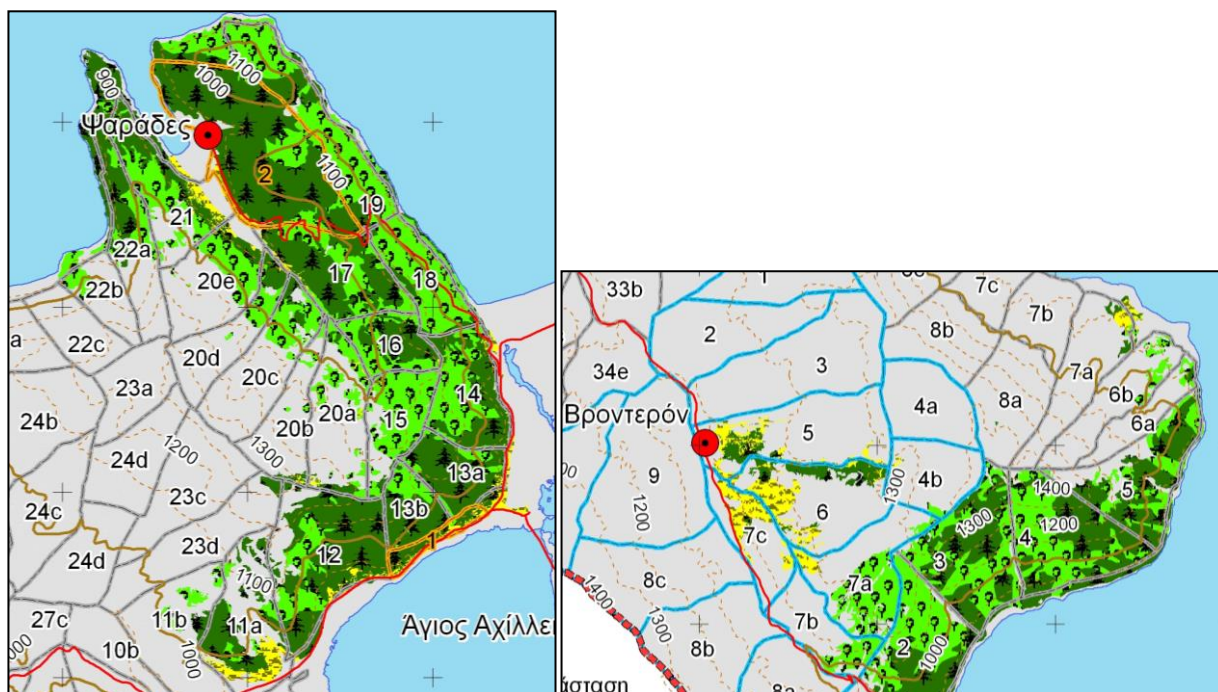 900
1100
1000
Ψαράδες
1100
2
19
21
22a
17
18
20e
22b
16
22c
20d
14
23a
20c
20a
15
24b
20b
1200
1300
24d
13a
23c
24c
13b
23d
12
1
24d
1100
11b
11a
27c
1000
10b
Άγιος Αχίλλει
33b
7c
2
8b
7b
3
34e
7a
4a
8a
6b
Βροντερόν
5
6a
9
1300
4b
1400
5
1200
6
1300
1200
4
7c
3
8c
7a
1400
1300
7b
2
1000
8b
8a
άσταση